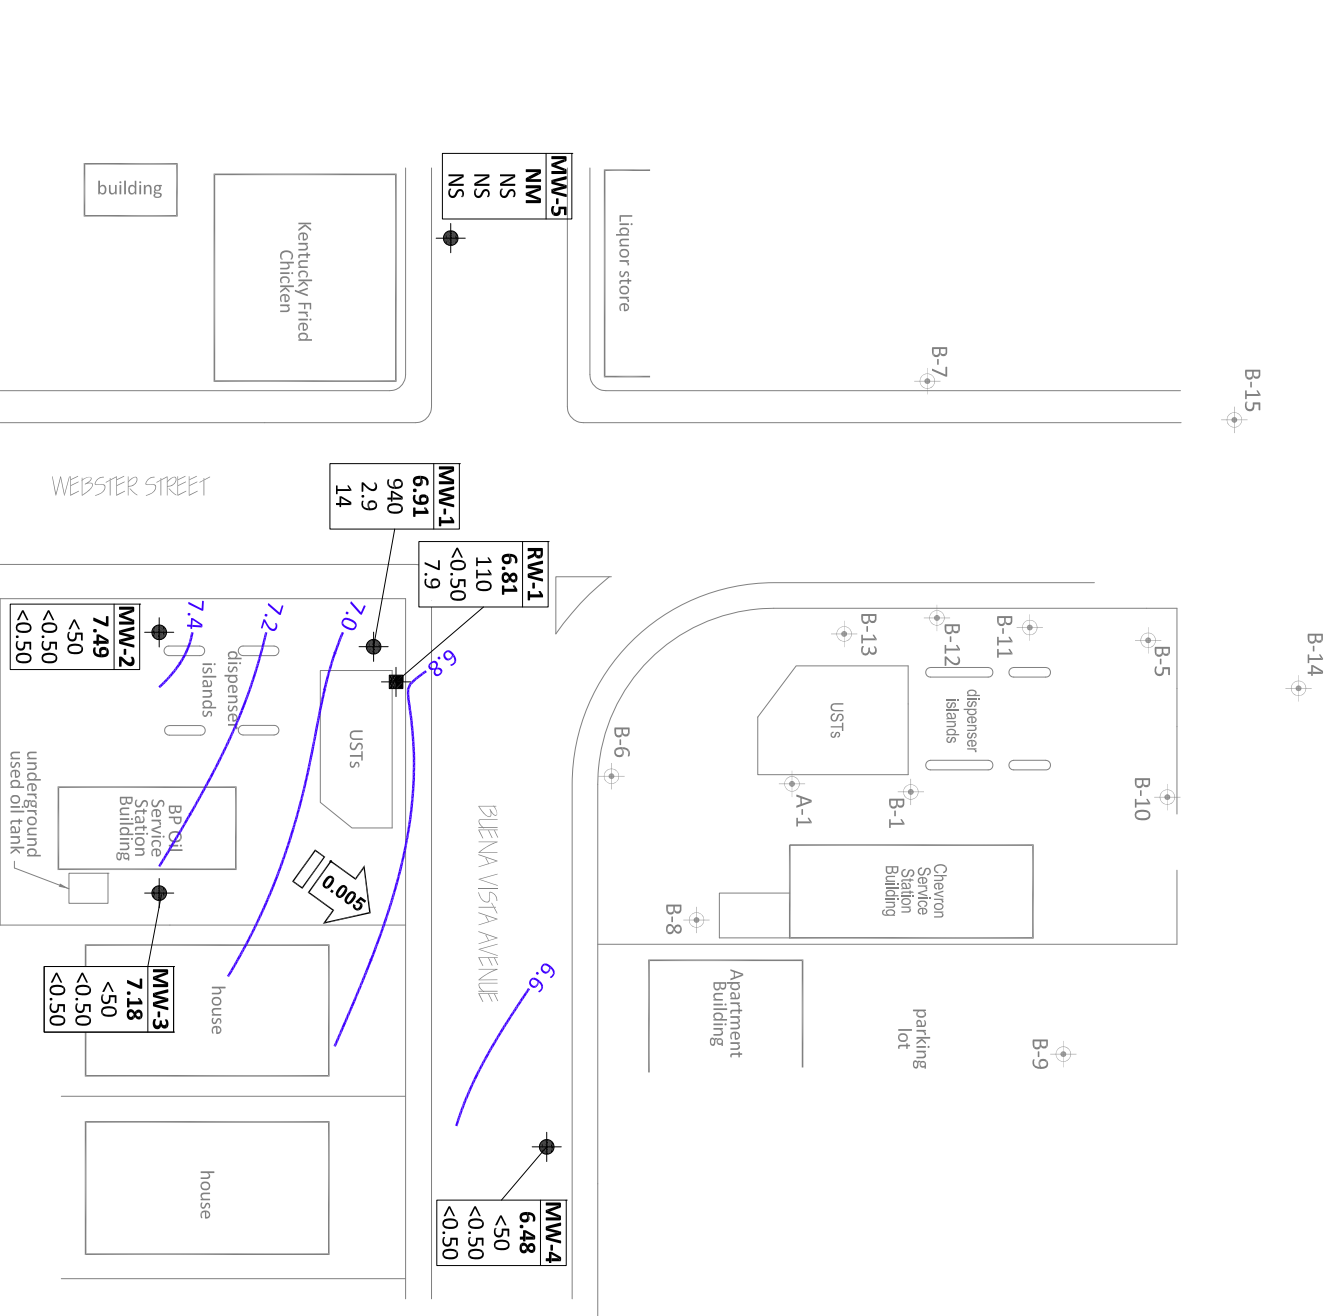 building
Kentucky Fried
Chicken
MW-5
NM
NS
NS
NS
Liquor store
B-7
B-15
WEBSTER STREET
MW-1
6.91
940
2.9
14
RW-1
6.81
110
<0.50
7.9
MW-2
7.49
<50
<0.50
<0.50
7.4
7.2
7.0
6.8
dispenser
islands
USTs
BP Oil
Service
Station
Building
underground
used oil tank
0.005
BUENA VISTA AVENUE
B-13
B-12
B-11
B-5
B-14
dispenser
islands
USTs
B-6
A-1
B-1
B-10
Chevron
Service
Station
Building
B-8
MW-3
7.18
<50
<0.50
<0.50
house
6.6
Apartment
Building
parking
lot
B-9
house
MW-4
6.48
<50
<0.50
<0.50